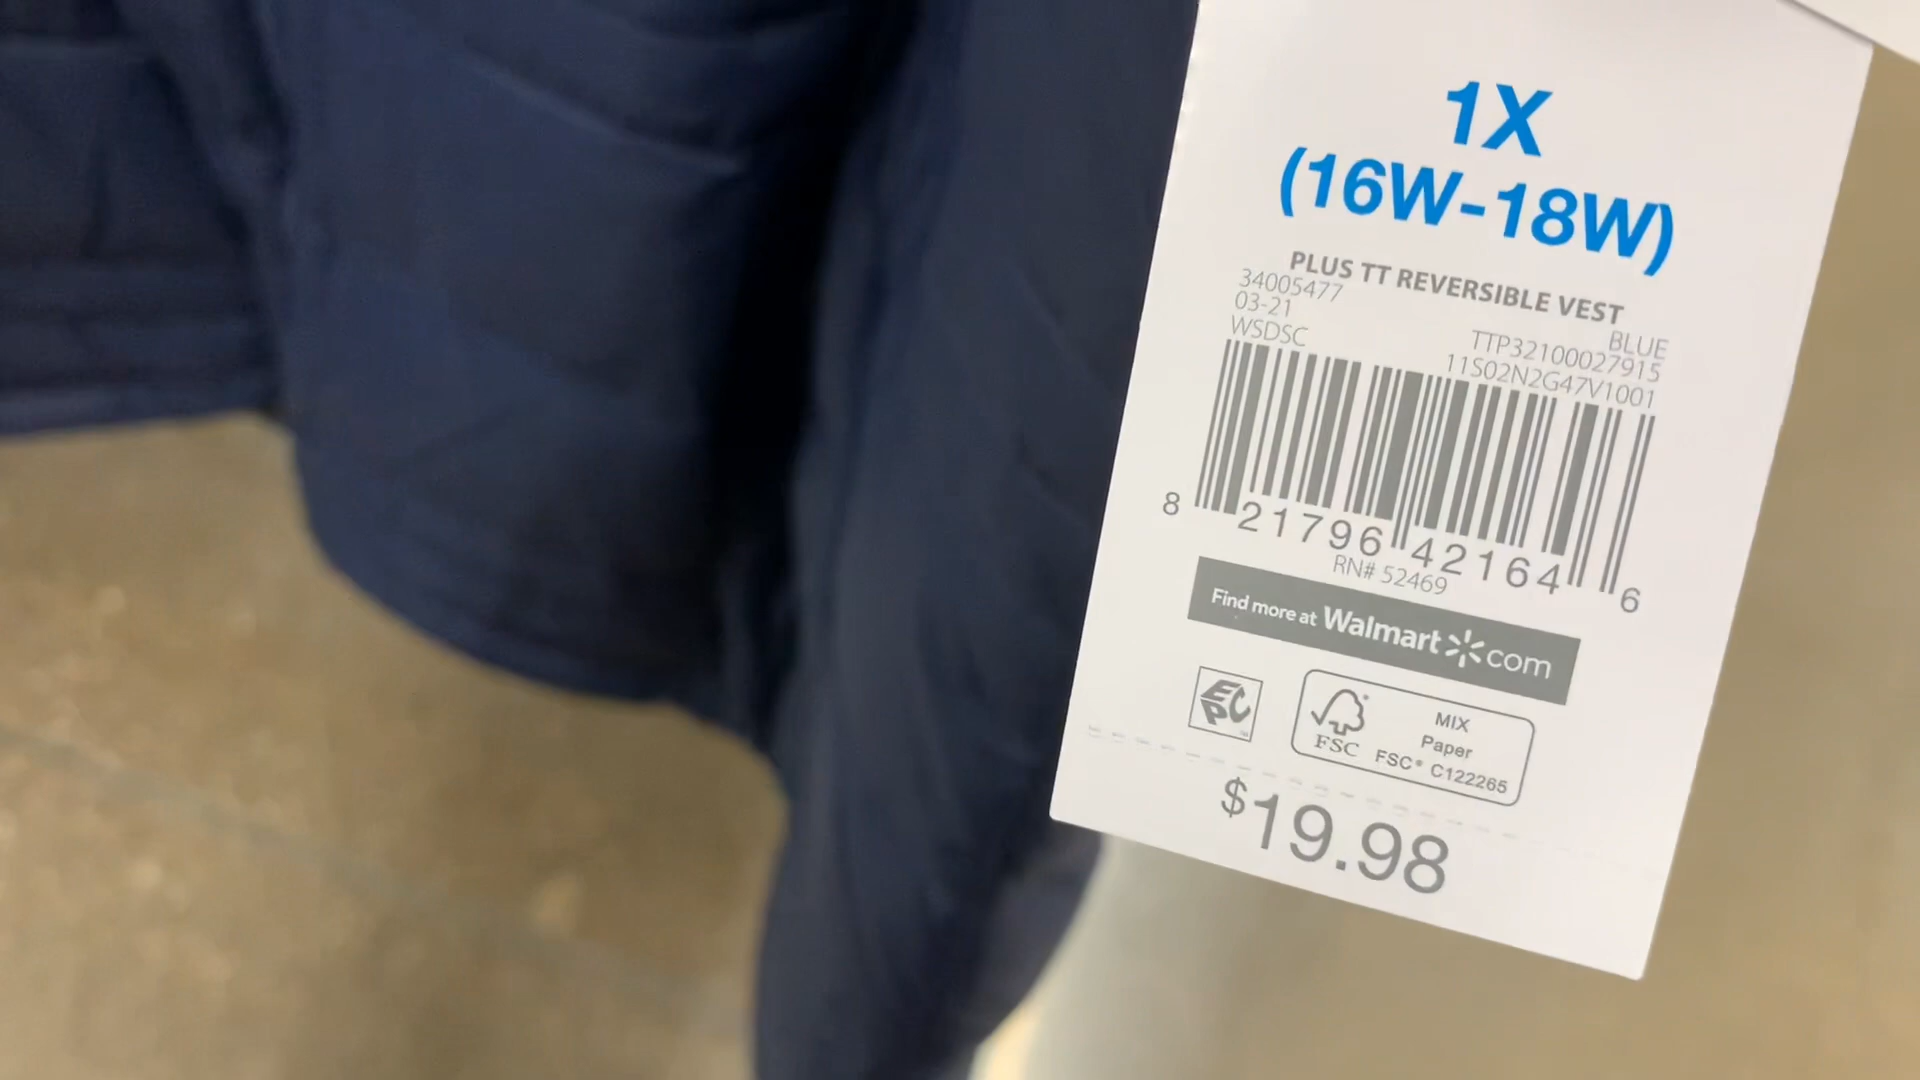 1X
(16W-18W)
PLUS TT REVERSIBLE VEST
34005477
03-21
BLUE
WSDSC
TTP32100027915
11S02N2G47V1001
8 21796 42164 6
RN# 52469
Find more at Walmart.com
EPC
FSC
MIX
Paper
FSC® C122265
$19.98